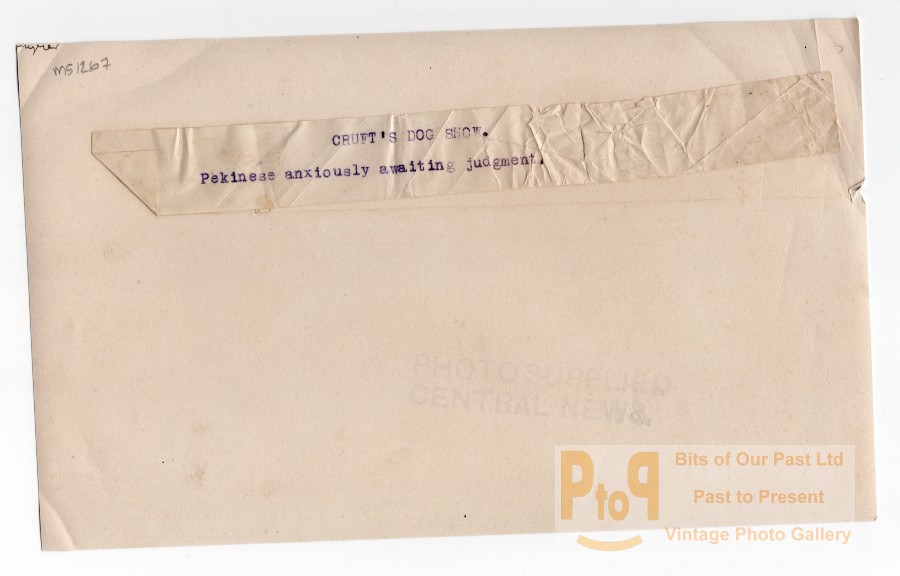 ms1267
CRUFT'S DOG SHOW.
Pekinese anxiously awaiting judgment.
PHOTO SUPPLIED
CENTRAL NEWS.
PtoP
Bits of Our Past Ltd
Past to Present
Vintage Photo Gallery